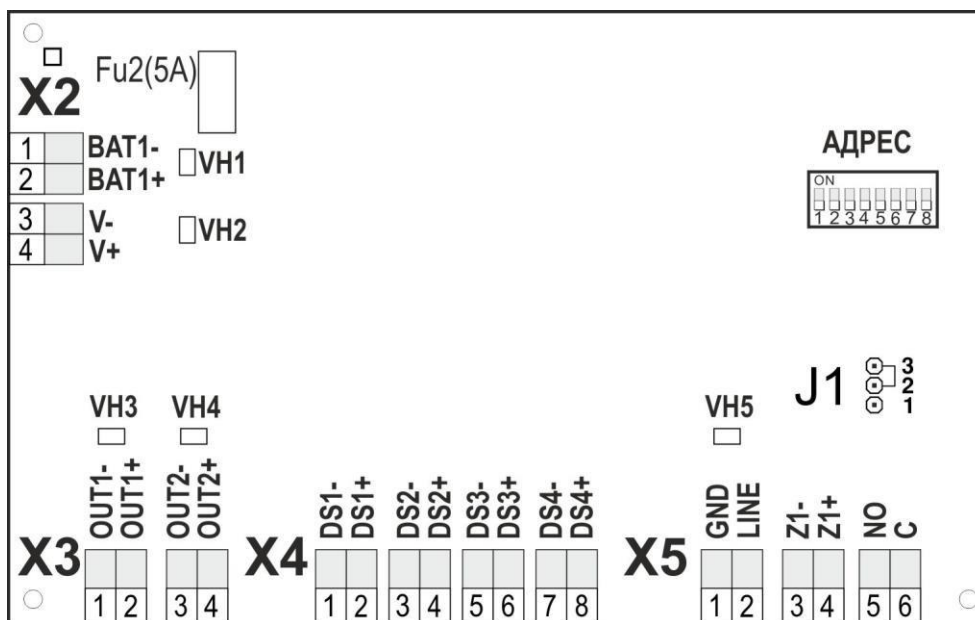 Fu2(5A)
X2
1 BAT1-
2 BAT1+
VH1
3 V-
4 V+
VH2
АДРЕС
ON
1 2 3 4 5 6 7 8
J1
3
2
1
VH3 VH4 VH5
OUT1- OUT1+ OUT2- OUT2+ DS1- DS1+ DS2- DS2+ DS3- DS3+ DS4- DS4+ GND LINE Z1- Z1+ NO C
X3 X4 X5
1 2 3 4 1 2 3 4 5 6 7 8 1 2 3 4 5 6